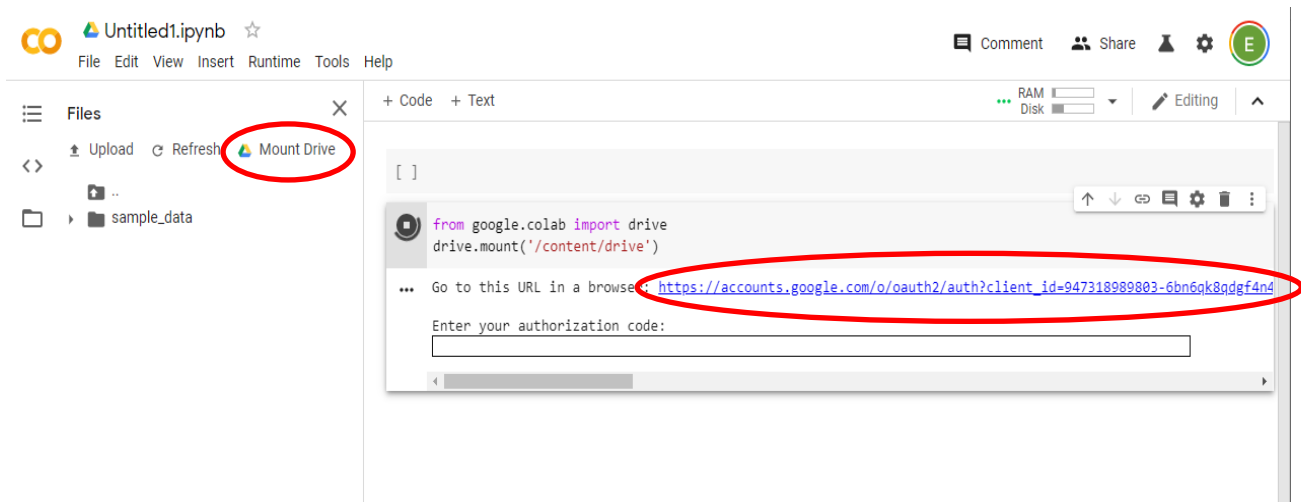 CO Untitled1.ipynb
File Edit View Insert Runtime Tools Help
Comment Share E
Files
Upload Refresh Mount Drive
..
sample_data
+ Code + Text
RAM
Disk
Editing
[ ]
from google.colab import drive
drive.mount('/content/drive')
Go to this URL in a browser: https://accounts.google.com/o/oauth2/auth?client_id=947318989803-6bn6qk8qdgf4n4
Enter your authorization code: